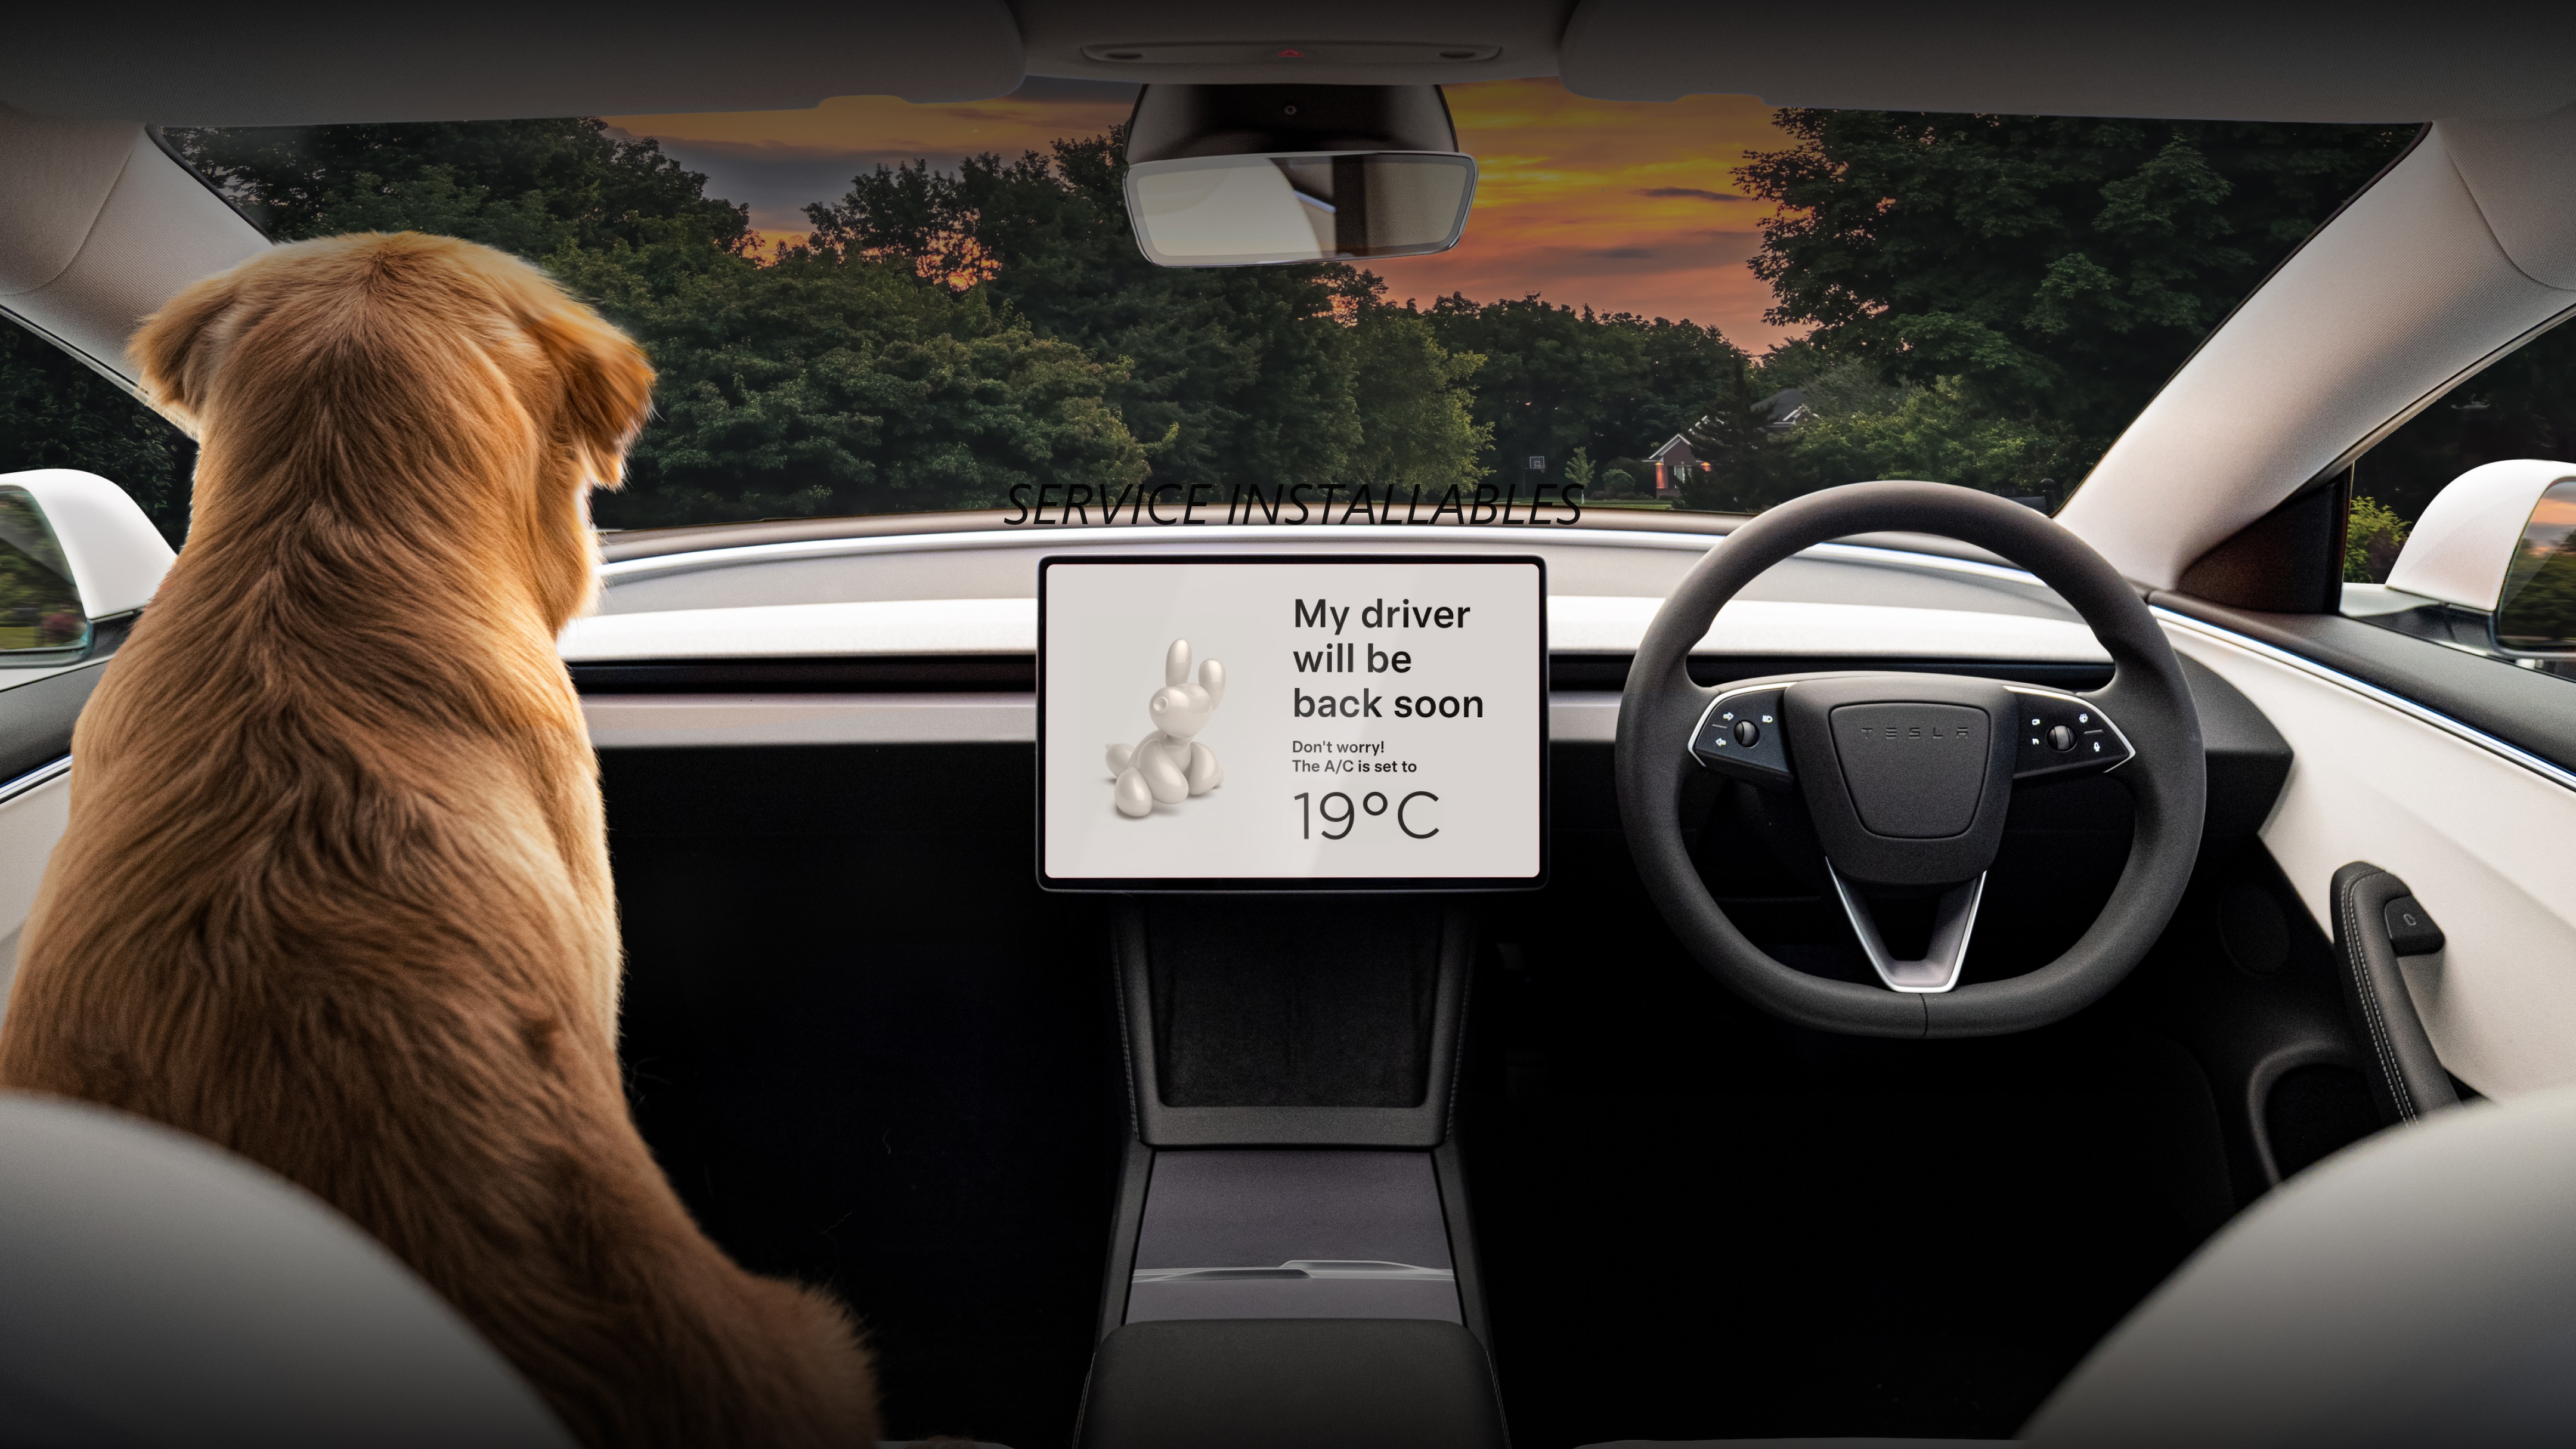 SERVICE INSTALLABLES
My driver
will be
back soon
Don't worry!
The A/C is set to
19°C
TESLA